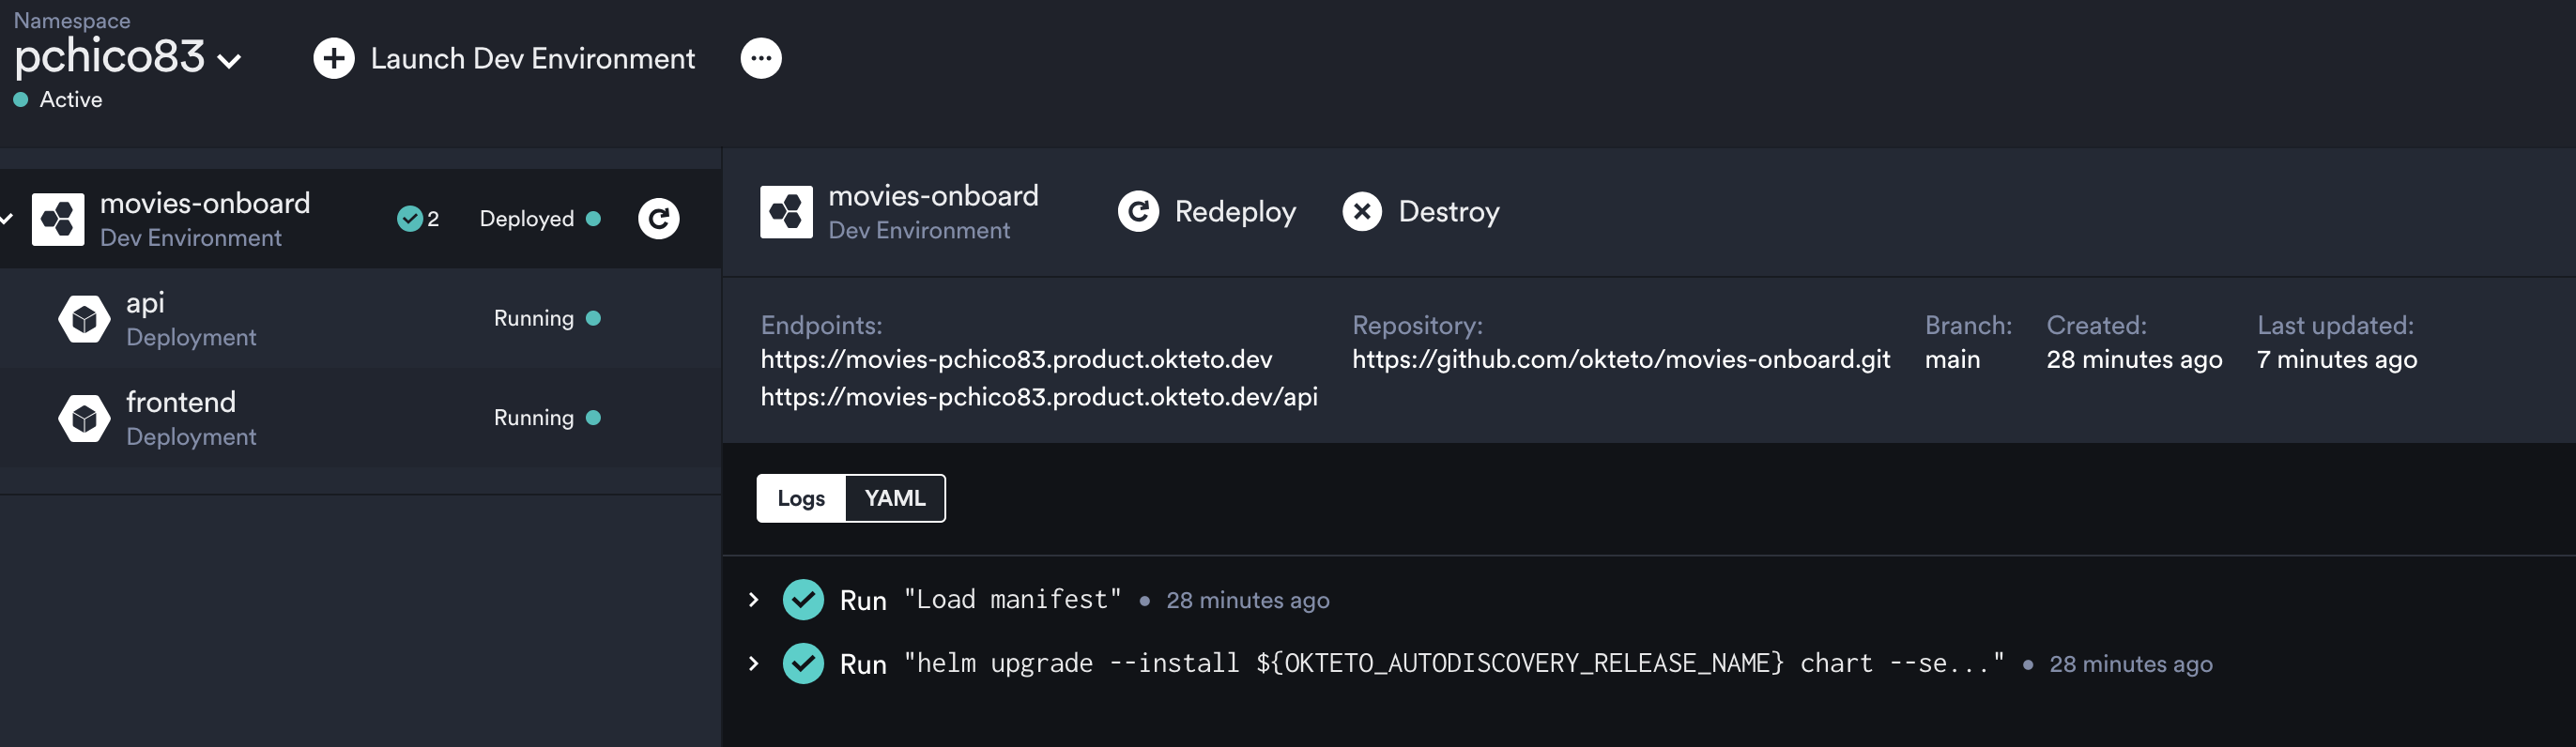 Namespace
pchico83
Launch Dev Environment
Active
movies-onboard
Dev Environment
2
Deployed
api
Deployment
Running
frontend
Deployment
Running
movies-onboard
Dev Environment
Redeploy
Destroy
Endpoints:
https://movies-pchico83.product.okteto.dev
https://movies-pchico83.product.okteto.dev/api
Repository:
https://github.com/okteto/movies-onboard.git
Branch:
main
Created:
28 minutes ago
Last updated:
7 minutes ago
Logs
YAML
Run "Load manifest" • 28 minutes ago
Run "helm upgrade --install ${OKTETO_AUTODISCOVERY_RELEASE_NAME} chart --se..." • 28 minutes ago